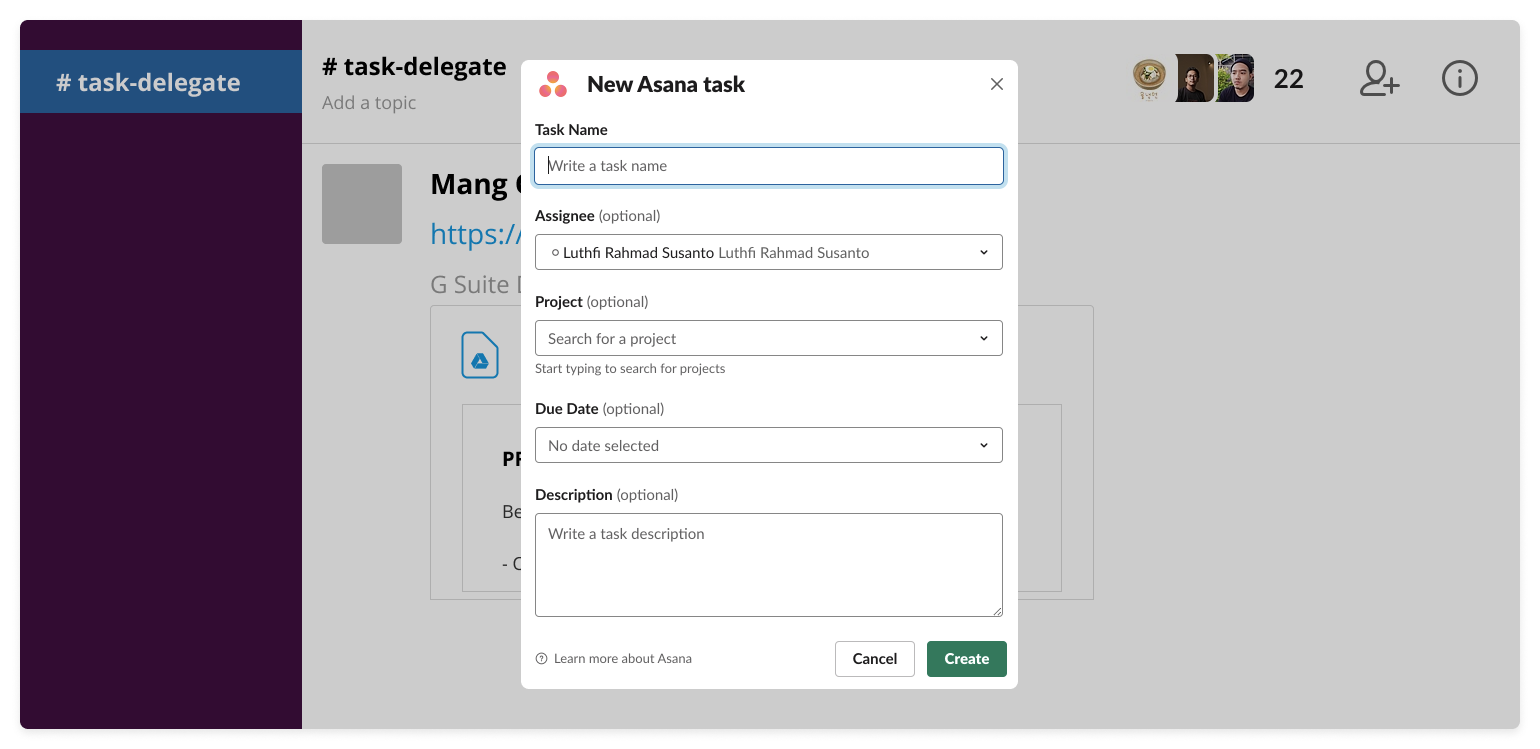 # task-delegate
# task-delegate
Add a topic
22
Mang
https://
G Suite
Be
New Asana task
Task Name
Write a task name
Assignee (optional)
Luthfi Rahmad Susanto Luthfi Rahmad Susanto
Project (optional)
Search for a project
Start typing to search for projects
Due Date (optional)
No date selected
Description (optional)
Write a task description
Learn more about Asana
Cancel
Create